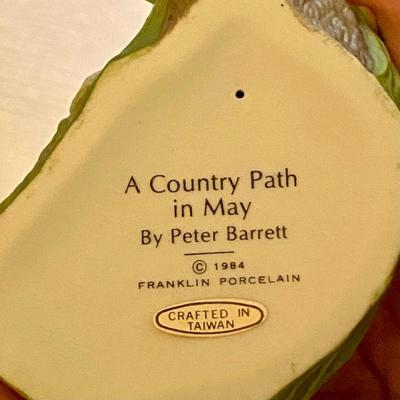 A Country Path
in May
By Peter Barrett
© 1984
FRANKLIN PORCELAIN
CRAFTED IN
TAIWAN